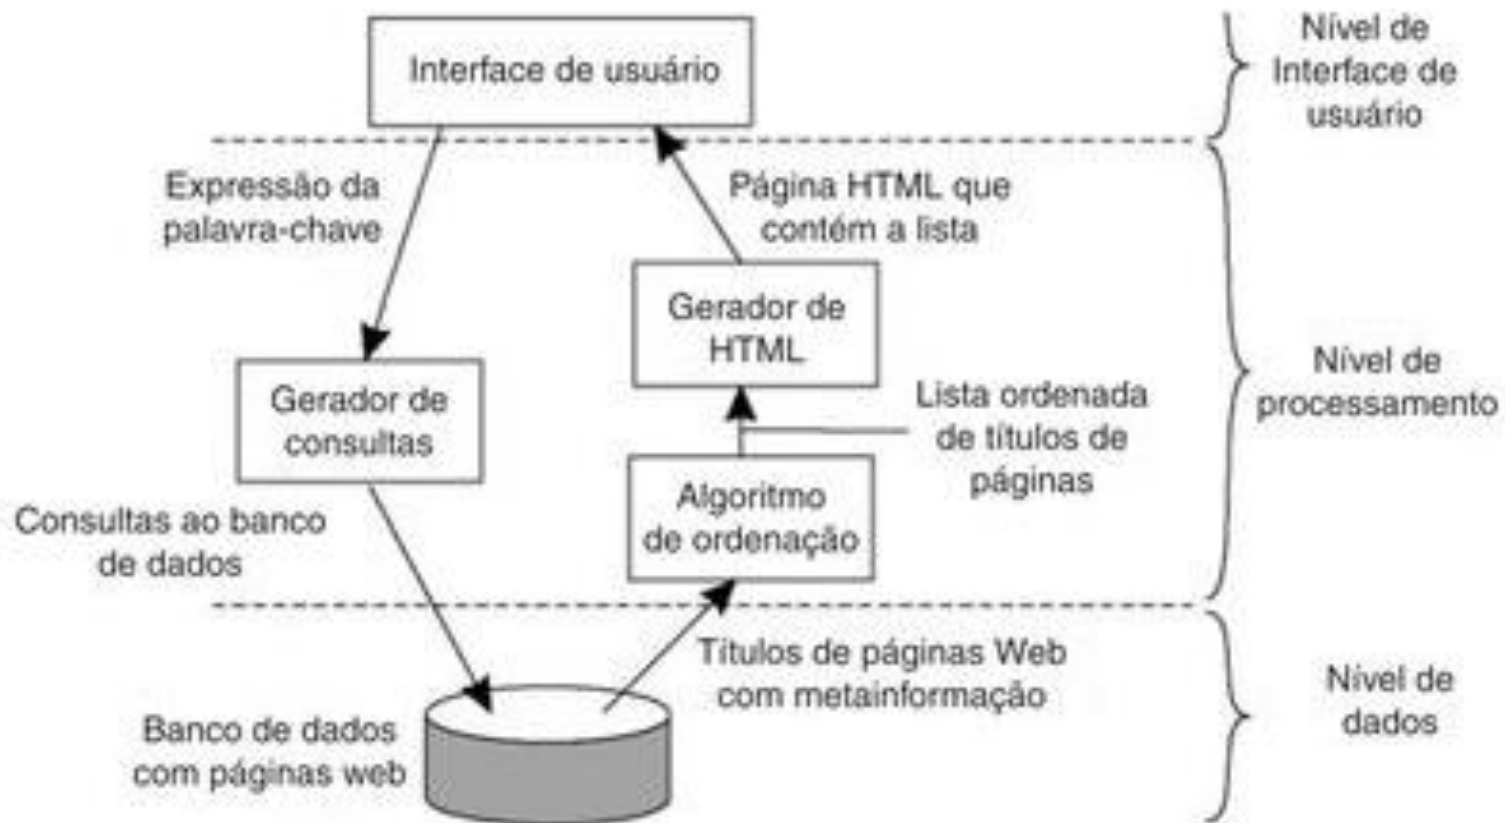 Interface de usuário
Nível de
Interface de
usuário
Expressão da
palavra-chave
Página HTML que
contém a lista
Gerador de
HTML
Gerador de
consultas
Lista ordenada
de títulos de
páginas
Nível de
processamento
Consultas ao banco
de dados
Algoritmo
de ordenação
Títulos de páginas Web
com metainformação
Banco de dados
com páginas web
Nível de
dados